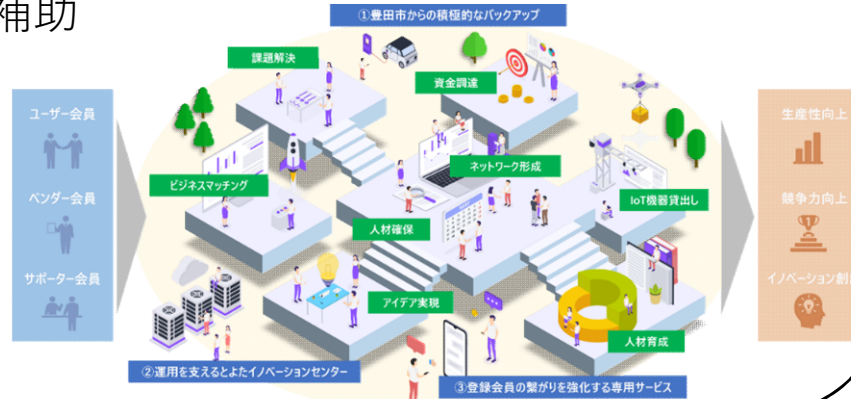 補助
①豊田市からの積極的なバックアップ
課題解決
資金調達
ユーザー会員
ベンダー会員
サポーター会員
ビジネスマッチング
ネットワーク形成
IoT機器貸出し
人材確保
アイデア実現
人材育成
生産性向上
競争力向上
イノベーション創
②運用を支えるとよたイノベーションセンター
③登録会員の繋がりを強化する専用サービス